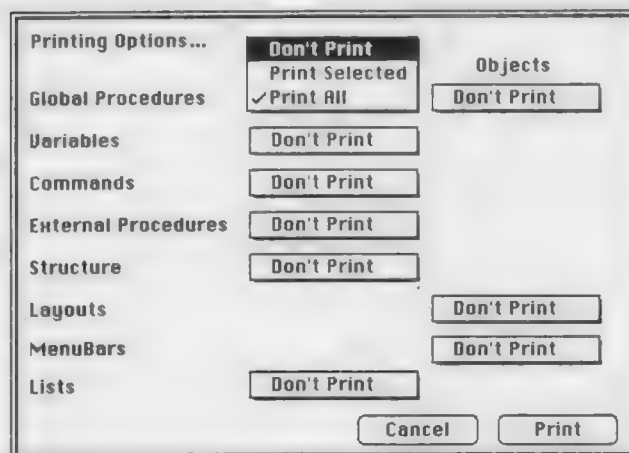 Printing Options...
Don't Print
Print Selected
✓Print All
Objects
Global Procedures
Don't Print
Variables
Don't Print
Commands
Don't Print
External Procedures
Don't Print
Structure
Don't Print
Layouts
Don't Print
MenuBars
Don't Print
Lists
Don't Print
Cancel
Print